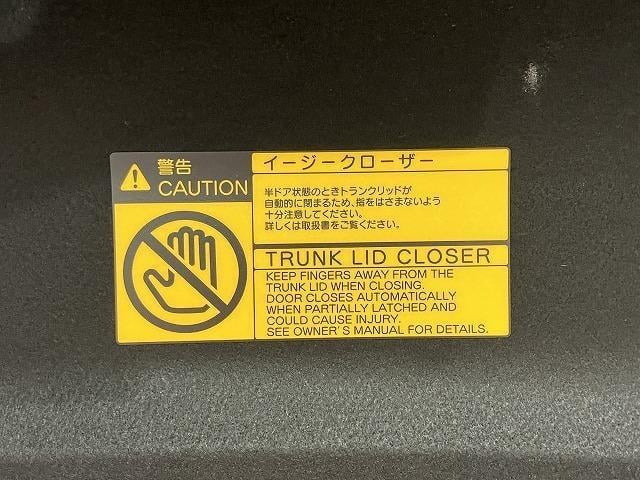 警告
CAUTION
イージークローザー
半ドア状態のときトランクリッドが
自動的に閉まるため、指をはさまないよう
十分注意してください。
詳しくは取扱書をご覧ください。
TRUNK LID CLOSER
KEEP FINGERS AWAY FROM THE
TRUNK LID WHEN CLOSING.
DOOR CLOSES AUTOMATICALLY
WHEN PARTIALLY LATCHED AND
COULD CAUSE INJURY.
SEE OWNER'S MANUAL FOR DETAILS.